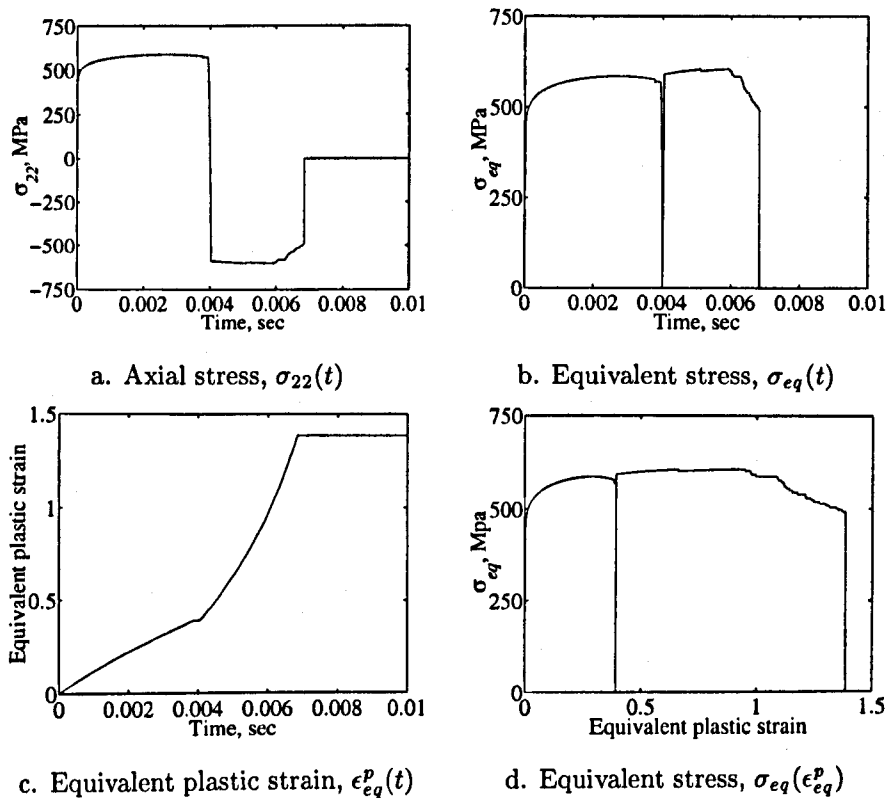 750
500
250
0
−250
−500
−750
σ22, MPa
0 0.002 0.004 0.006 0.008 0.01
Time, sec
a. Axial stress, σ22(t)
750
500
250
0
σeq, MPa
0 0.002 0.004 0.006 0.008 0.01
Time, sec
b. Equivalent stress, σeq(t)
1.5
1
0.5
0
Equivalent plastic strain
0 0.002 0.004 0.006 0.008 0.01
Time, sec
c. Equivalent plastic strain, ϵ^p_eq(t)
750
500
250
0
σeq, Mpa
0 0.5 1 1.5
Equivalent plastic strain
d. Equivalent stress, σeq(ϵ^p_eq)